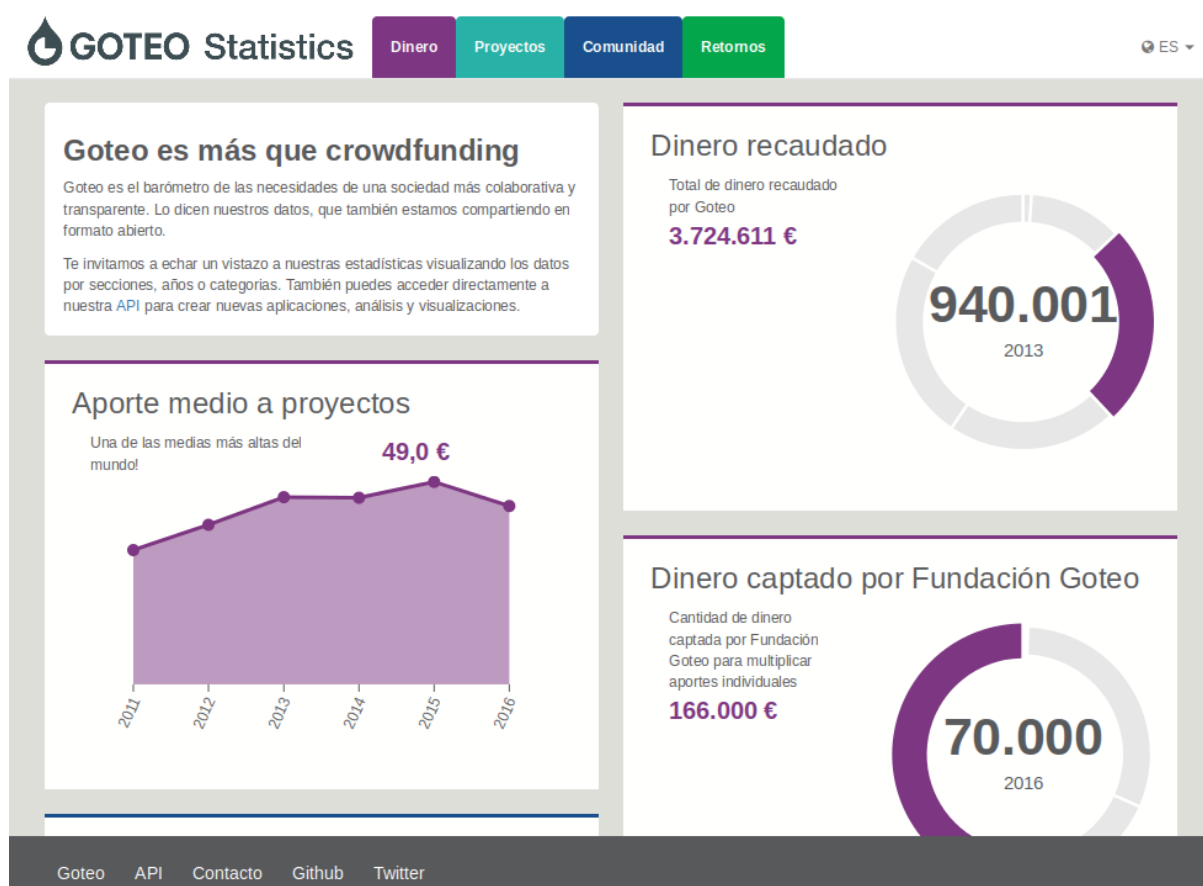 GOTEO Statistics
Dinero
Proyectos
Comunidad
Retornos
ES
Goteo es más que crowdfunding
Goteo es el barómetro de las necesidades de una sociedad más colaborativa y
transparente. Lo dicen nuestros datos, que también estamos compartiendo en
formato abierto.
Te invitamos a echar un vistazo a nuestras estadísticas visualizando los datos
por secciones, años o categorias. También puedes acceder directamente a
nuestra API para crear nuevas aplicaciones, análisis y visualizaciones.
Aporte medio a proyectos
Una de las medias más altas del
mundo!
49,0 €
2011
2012
2013
2014
2015
2016
Dinero recaudado
Total de dinero recaudado
por Goteo
3.724.611 €
940.001
2013
Dinero captado por Fundación Goteo
Cantidad de dinero
captada por Fundación
Goteo para multiplicar
aportes individuales
166.000 €
70.000
2016
Goteo
API
Contacto
Github
Twitter